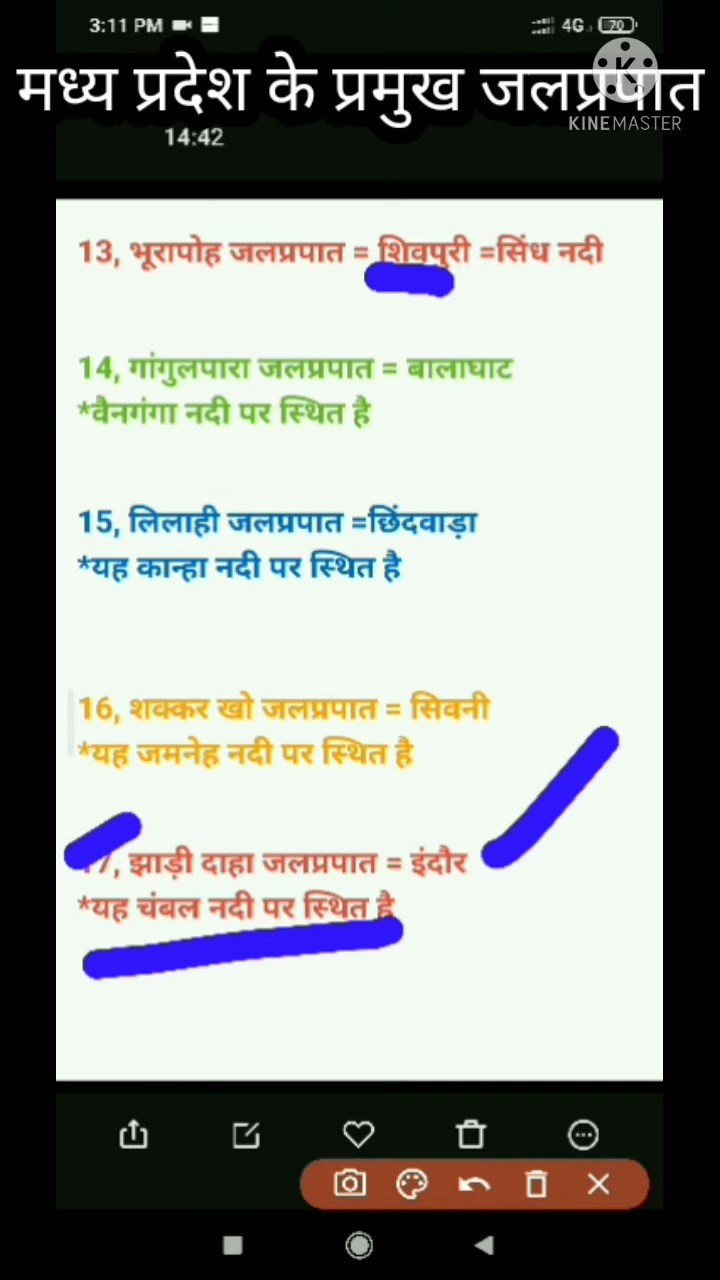 3:11 PM 4G 70
मध्य प्रदेश के प्रमुख जलप्रपात
KINEMASTER
14:42
13, भूरापोह जलप्रपात = शिवपुरी =सिंध नदी
14, गांगुलपारा जलप्रपात = बालाघाट
*वैनगंगा नदी पर स्थित है
15, लिलाही जलप्रपात =छिंदवाड़ा
*यह कान्हा नदी पर स्थित है
16, शक्कर खो जलप्रपात = सिवनी
*यह जमनेह नदी पर स्थित है
17, झाड़ी दाहा जलप्रपात = इंदौर
*यह चंबल नदी पर स्थित है